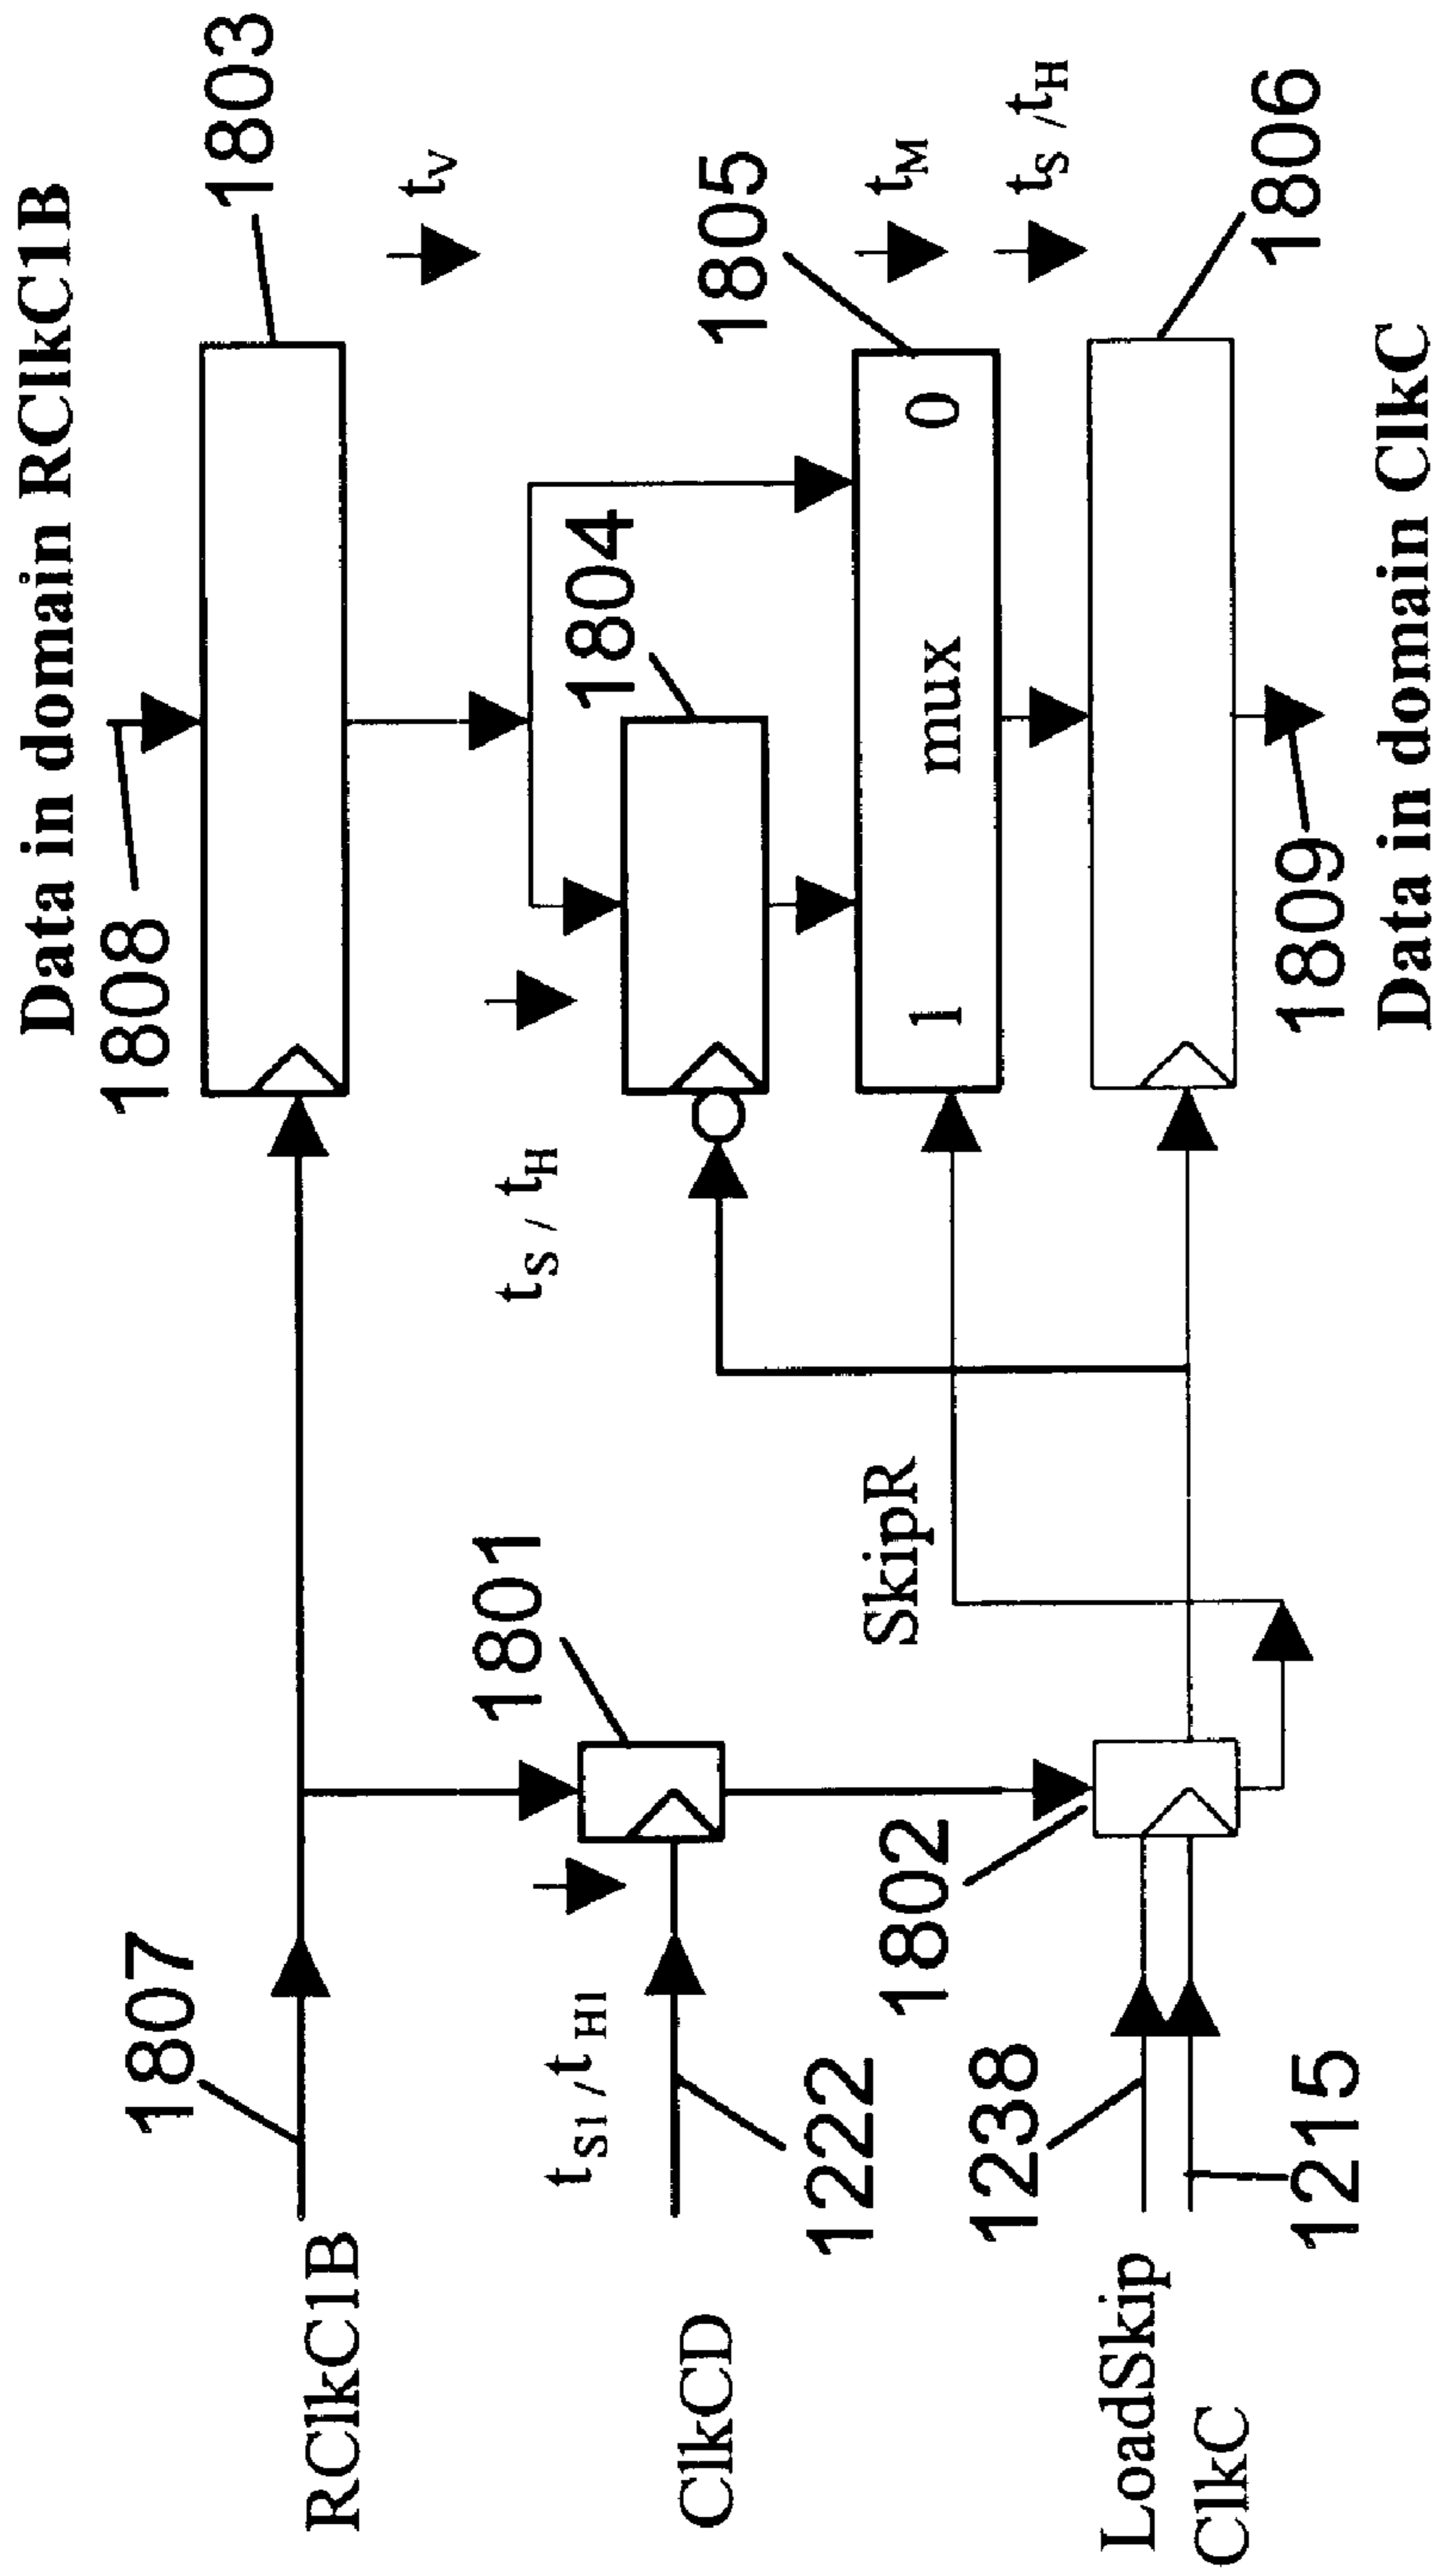 Data in domain RClkC1B
1808
1803
RClkC1B
1807
tV
1801
tS / tH
1804
tS1 /tH1
ClkCD
1222
1805
SkipR
1 mux 0
tM
1802
1238
LoadSkip
tS /tH
ClkC
1215
1809
1806
Data in domain ClkC